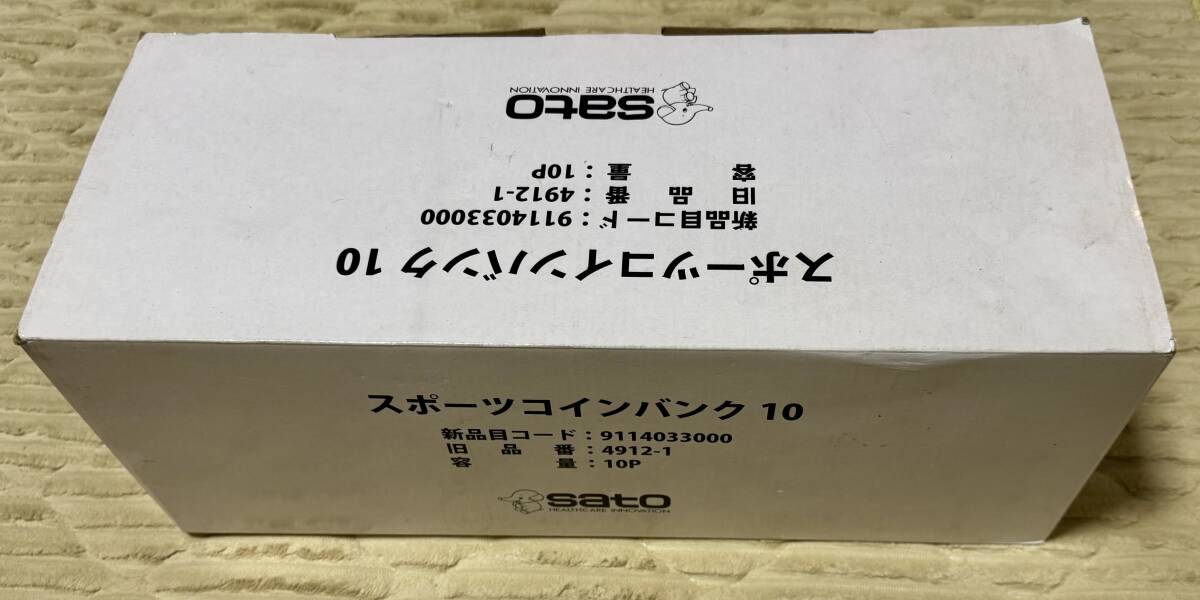 sato
HEALTHCARE INNOVATION
容量：10P
旧品番：4912-1
新品目コード：9114033000
スポーツコインバンク 10
スポーツコインバンク 10
新品目コード：9114033000
旧品番：4912-1
容量：10P
sato
HEALTHCARE INNOVATION